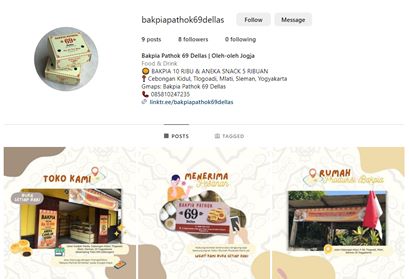 bakpiapathok69dellas
Follow
Message
9 posts
8 followers
0 following
Bakpia Pathok 69 Dellas | Oleh-oleh Jogja
Food & Drink
BAKPIA 10 RIBU & ANEKA SNACK 5 RIBUAN
Cebongan Kidul, Tlogoadi, Mlati, Sleman, Yogyakarta
Gmaps: Bakpia Pathok 69 Dellas
085810247235
linktr.ee/bakpiapathok69dellas
POSTS
TAGGED
TOKO KAMI
BUKA
SETIAP HARI
BAKPIA
MENERIMA
Pesanan
BAKPIA PATHOK
69
RUMAH
Produksi Bakpia